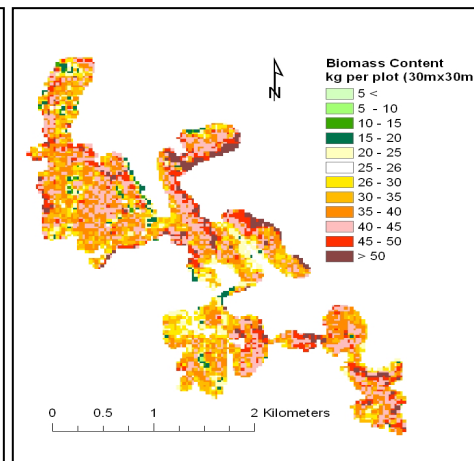 Biomass Content
kg per plot (30mx30m
N
5 <
5 - 10
10 - 15
15 - 20
20 - 25
25 - 26
26 - 30
30 - 35
35 - 40
40 - 45
45 - 50
> 50
0 0.5 1 2 Kilometers